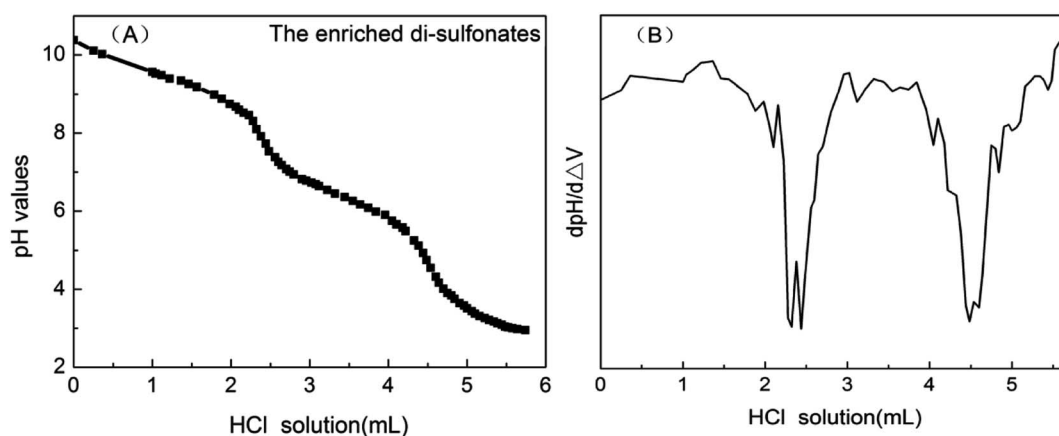 (A)
The enriched di-sulfonates
10
8
6
4
2
pH values
0 1 2 3 4 5 6
HCl solution(mL)
(B)
dpH/d△V
0 1 2 3 4 5
HCl solution(mL)